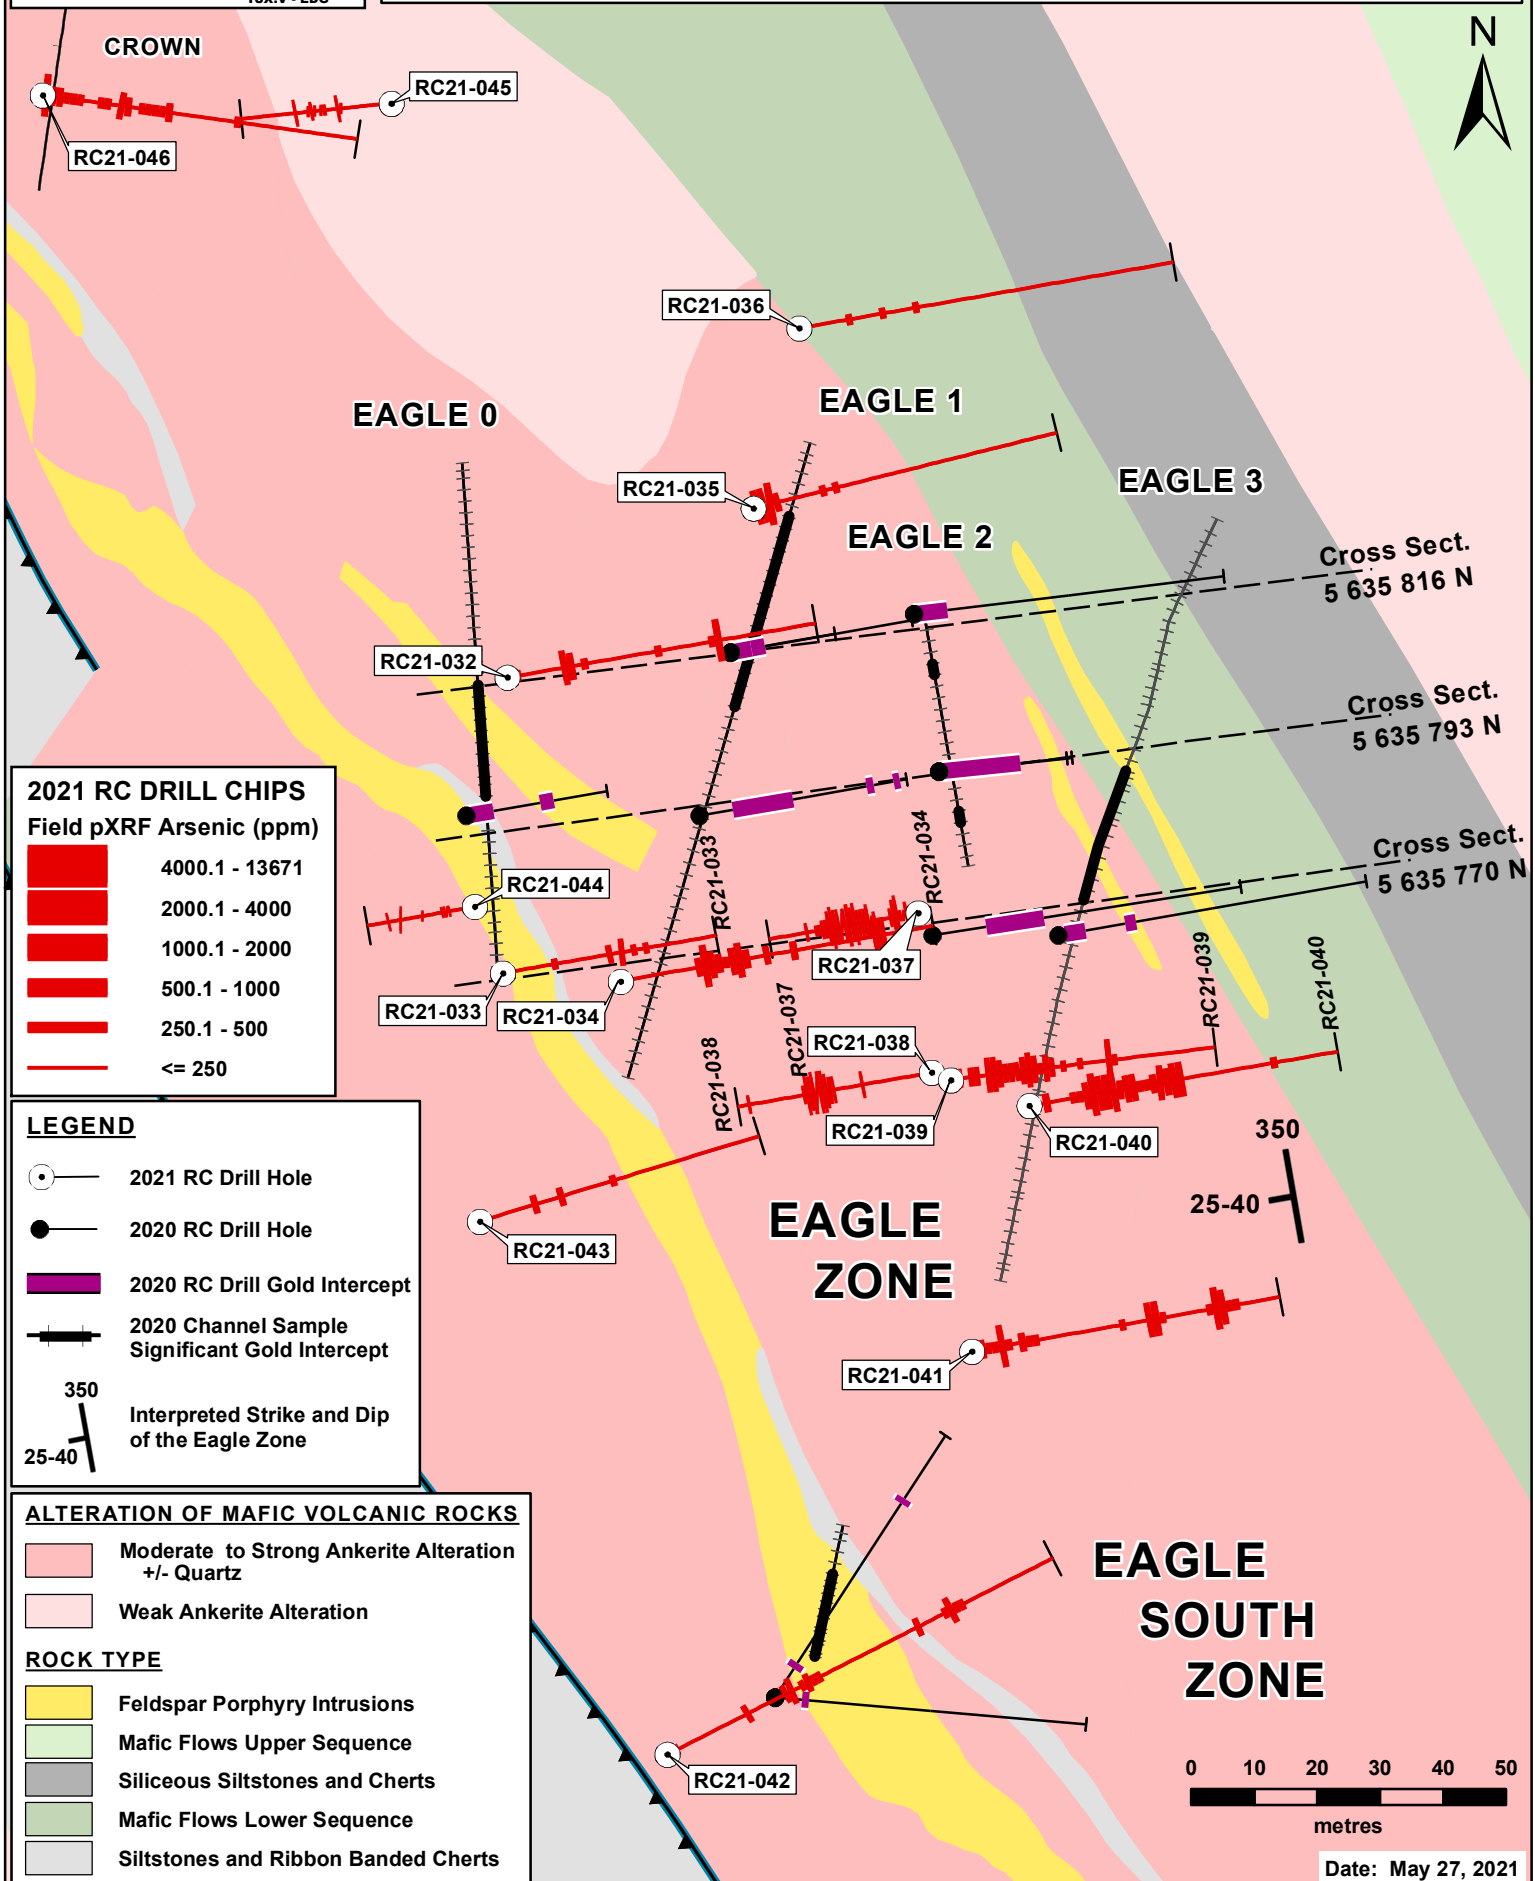 CROWN
RC21-045
RC21-046
N
RC21-036
EAGLE 0
EAGLE 1
RC21-035
EAGLE 3
EAGLE 2
Cross Sect.
5 635 816 N
RC21-032
Cross Sect.
5 635 793 N
2021 RC DRILL CHIPS
Field pXRF Arsenic (ppm)
4000.1 - 13671
2000.1 - 4000
1000.1 - 2000
500.1 - 1000
250.1 - 500
<= 250
RC21-033
RC21-034
Cross Sect.
5 635 770 N
RC21-044
RC21-037
RC21-033
RC21-034
RC21-039
RC21-040
RC21-037
RC21-038
RC21-038
RC21-039
RC21-040
350
25-40
RC21-043
EAGLE
ZONE
RC21-041
LEGEND
2021 RC Drill Hole
2020 RC Drill Hole
2020 RC Drill Gold Intercept
2020 Channel Sample
Significant Gold Intercept
350
25-40
Interpreted Strike and Dip
of the Eagle Zone
ALTERATION OF MAFIC VOLCANIC ROCKS
Moderate to Strong Ankerite Alteration
+/- Quartz
Weak Ankerite Alteration
ROCK TYPE
Feldspar Porphyry Intrusions
Mafic Flows Upper Sequence
Siliceous Siltstones and Cherts
Mafic Flows Lower Sequence
Siltstones and Ribbon Banded Cherts
EAGLE
SOUTH
ZONE
RC21-042
0 10 20 30 40 50
metres
Date: May 27, 2021